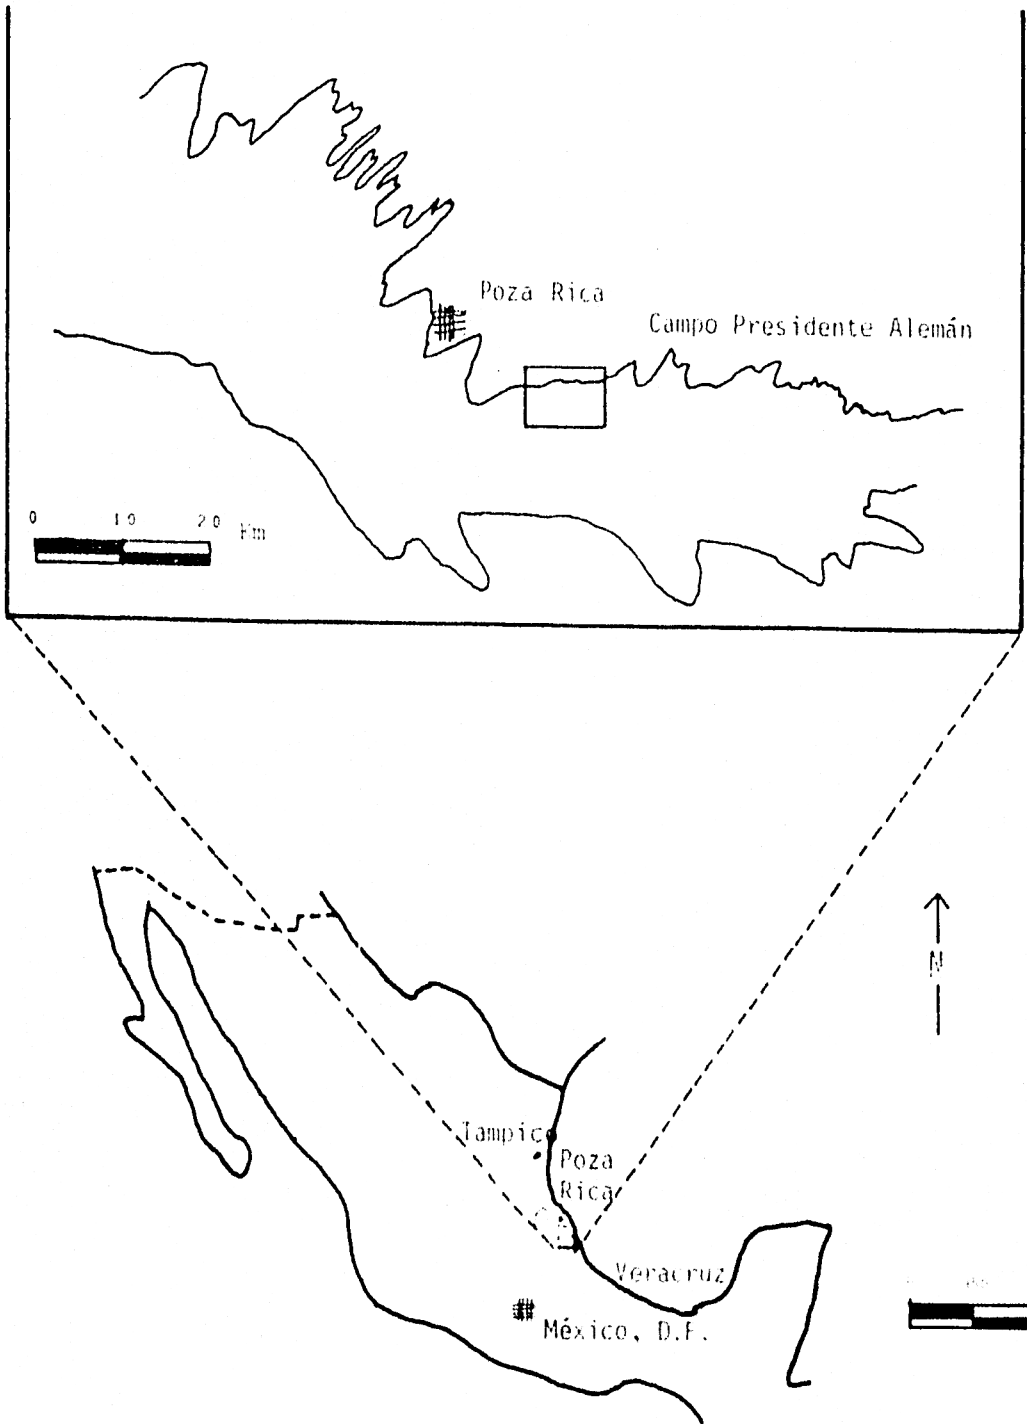 Poza Rica
Campo Presidente Alemán
0 10 20 Km
N
Tampico
Poza
Rica
Veracruz
México, D.F.